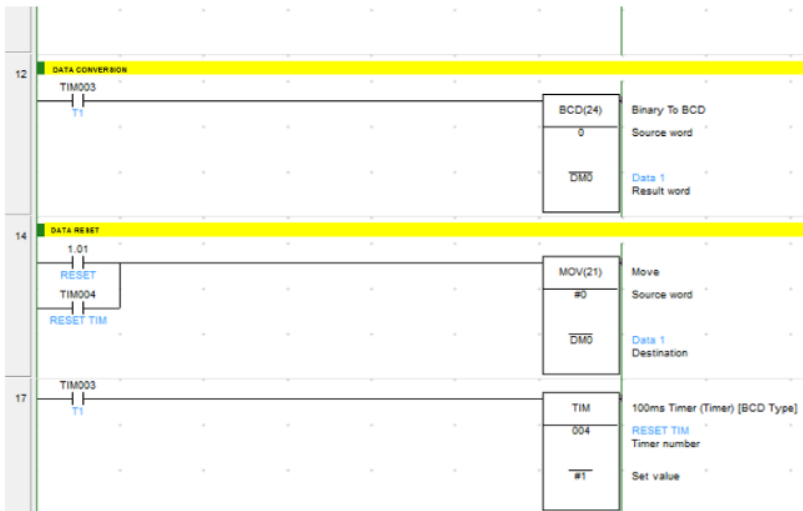 12
DATA CONVERSION
TIM003
T1
BCD(24)
Binary To BCD
0
Source word
DM0
Data 1
Result word
14
DATA RESET
1.01
RESET
MOV(21)
Move
TIM004
#0
Source word
RESET TIM
DM0
Data 1
Destination
17
TIM003
T1
TIM
100ms Timer (Timer) [BCD Type]
004
RESET TIM
Timer number
#1
Set value